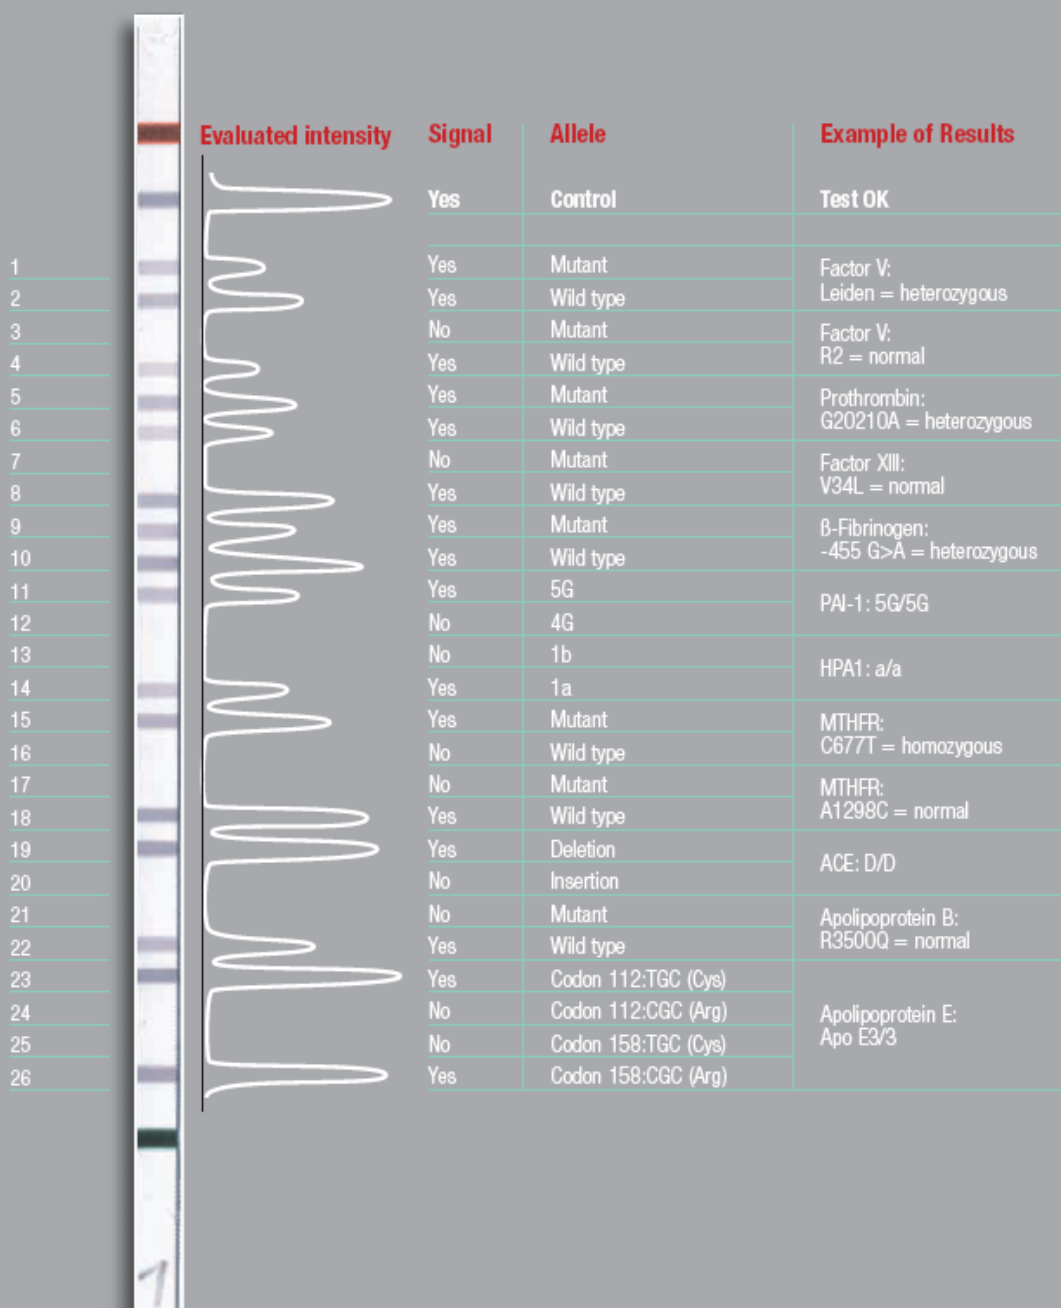 Evaluated intensity Signal Allele Example of Results
Yes Control Test OK
1 Yes Mutant Factor V:
2 Yes Wild type Leiden = heterozygous
3 No Mutant Factor V:
4 Yes Wild type R2 = normal
5 Yes Mutant Prothrombin:
6 Yes Wild type G20210A = heterozygous
7 No Mutant Factor XIII:
8 Yes Wild type V34L = normal
9 Yes Mutant ß-Fibrinogen:
10 Yes Wild type -455 G>A = heterozygous
11 Yes 5G
PAI-1: 5G/5G
12 No 4G
13 No 1b
HPA1: a/a
14 Yes 1a
15 Yes Mutant MTHFR:
16 No Wild type C677T = homozygous
17 No Mutant MTHFR:
18 Yes Wild type A1298C = normal
19 Yes Deletion
ACE: D/D
20 No Insertion
21 No Mutant Apolipoprotein B:
22 Yes Wild type R3500Q = normal
23 Yes Codon 112:TGC (Cys)
24 No Codon 112:CGC (Arg) Apolipoprotein E:
25 No Codon 158:TGC (Cys) Apo E3/3
26 Yes Codon 158:CGC (Arg)
1